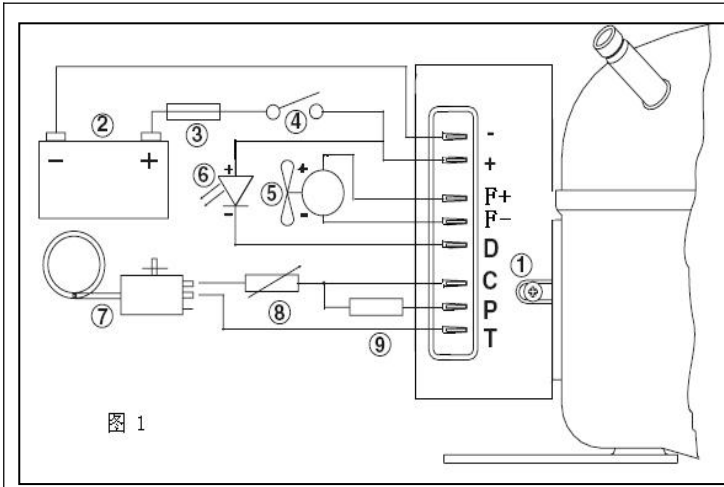 ②
③
④
-
+
⑥
+
-
⑤
+
-
-
+
F+
F-
D
C
P
T
①
⑦
⑧
⑨
图 1